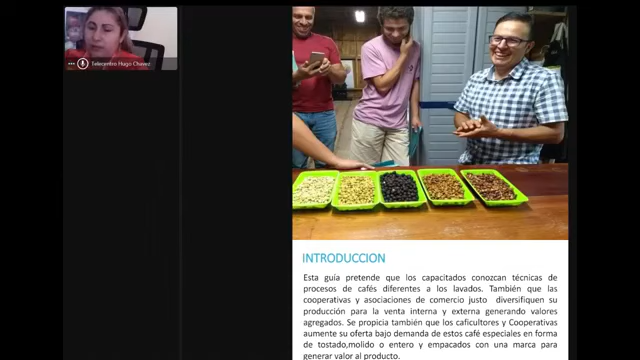 Telecentro Hugo Chavez
INTRODUCCION
Esta guía pretende que los capacitados conozcan técnicas de
procesos de cafés diferentes a los lavados. También que las
cooperativas y asociaciones de comercio justo diversifiquen su
producción para la venta interna y externa generando valores
agregados. Se propicia también que los caficultores y Cooperativas
aumente su oferta bajo demanda de estos café especiales en forma
de tostado,molido o entero y empacados con una marca para
generar valor al producto.